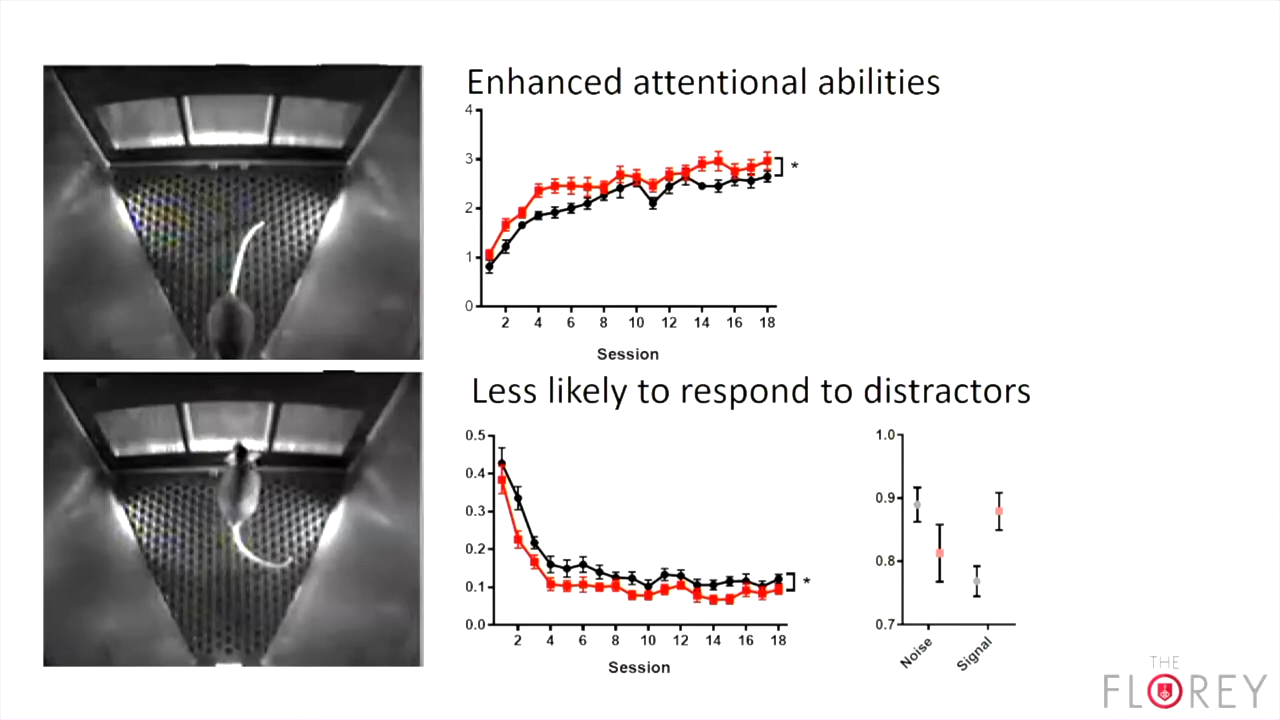 Enhanced attentional abilities
4
3
2
1
0
*
2 4 6 8 10 12 14 16 18
Session
Less likely to respond to distractors
0.5
0.4
0.3
0.2
0.1
0.0
*
2 4 6 8 10 12 14 16 18
Session
1.0
0.9
0.8
0.7
Noise
Signal
THE
FLOREY